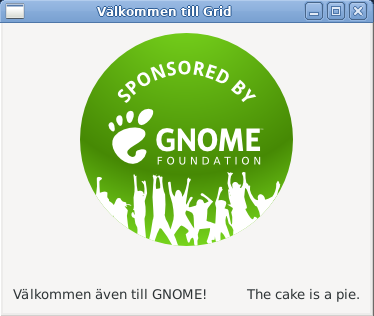 Välkommen till Grid
SPONSORED BY
GNOME
FOUNDATION
Välkommen även till GNOME!
The cake is a pie.